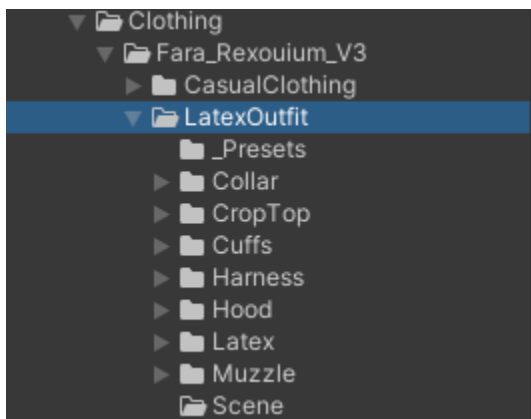 Clothing
Fara_Rexouium_V3
CasualClothing
LatexOutfit
_Presets
Collar
CropTop
Cuffs
Harness
Hood
Latex
Muzzle
Scene